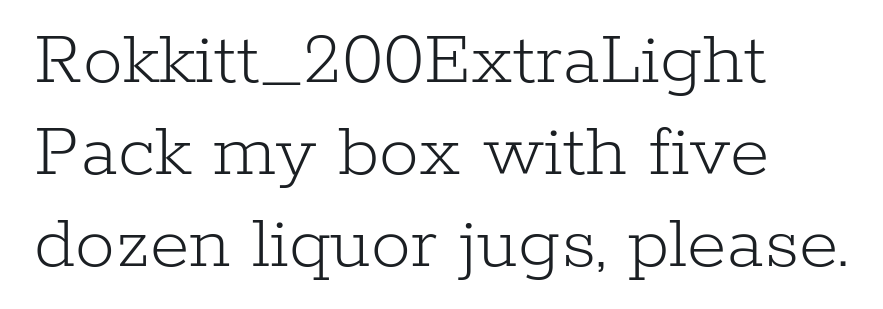 Rokkitt_200ExtraLight
Pack my box with five
dozen liquor jugs, please.